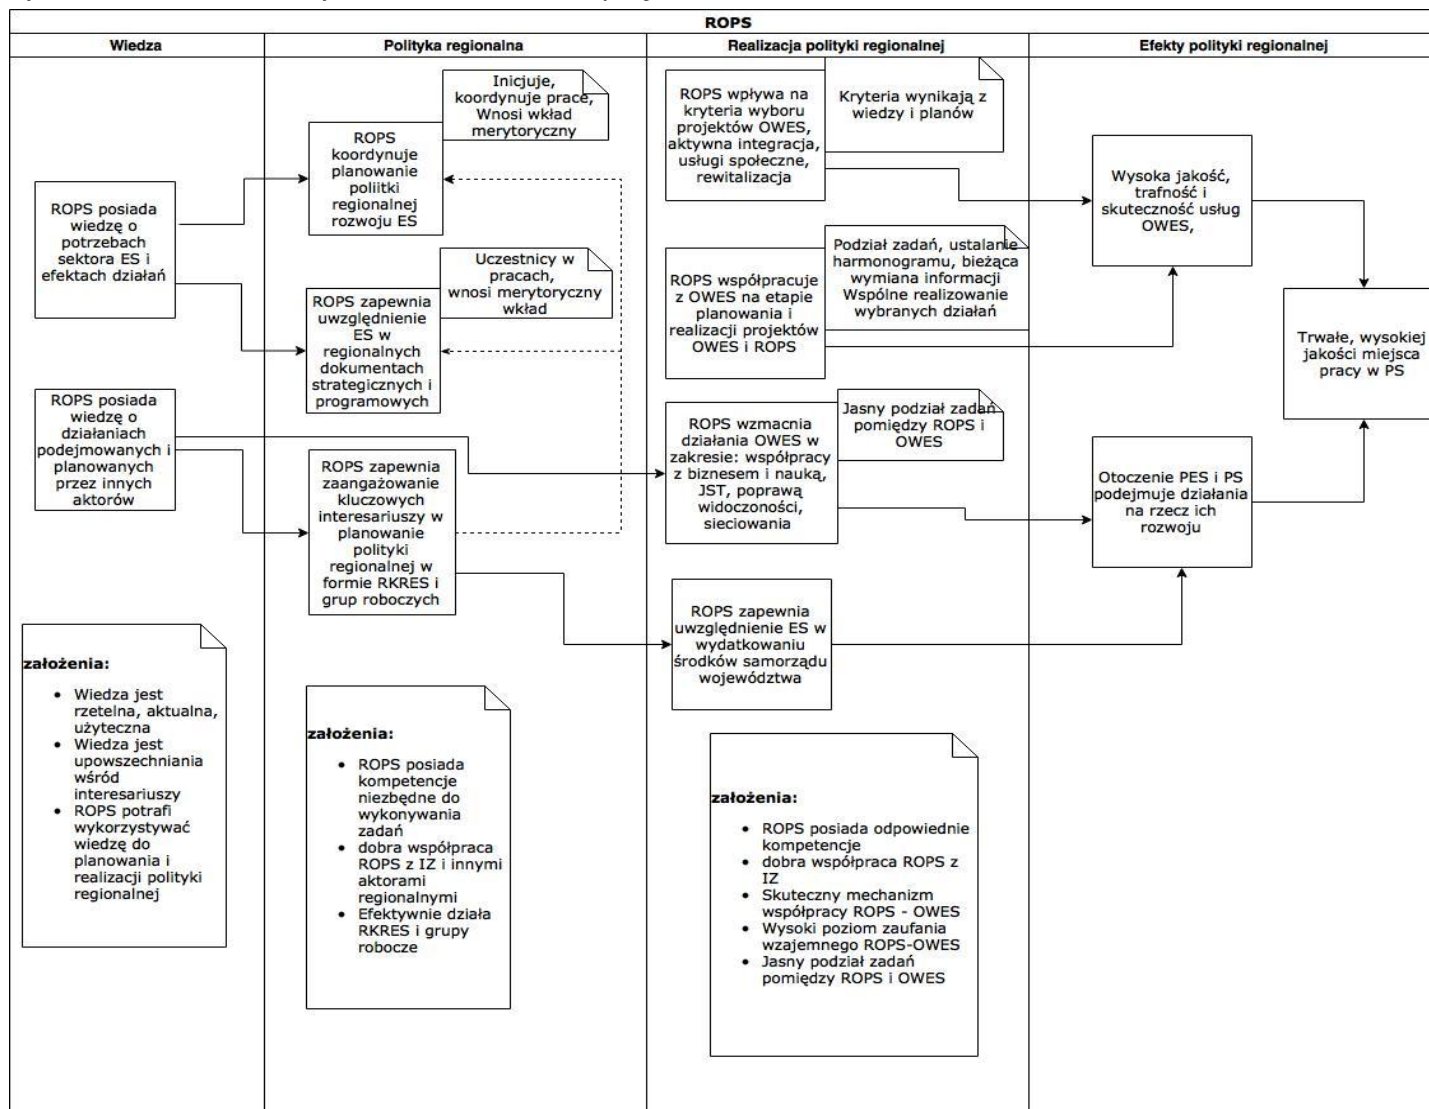 ROPS
Wiedza
Polityka regionalna
Realizacja polityki regionalnej
Efekty polityki regionalnej
ROPS posiada
wiedzę o
potrzebach
sektora ES i
efektach działań
ROPS posiada
wiedzę o
działaniach
podejmowanych i
planowanych
przez innych
aktorów
założenia:
• Wiedza jest
rzetelna, aktualna,
użyteczna
• Wiedza jest
upowszechniania
wśród
interesariuszy
• ROPS potrafi
wykorzystywać
wiedzę do
planowania i
realizacji polityki
regionalnej
Inicjuje,
koordynuje prace,
Wnosi wkład
merytoryczny
ROPS
koordynuje
planowanie
poliitki
regionalnej
rozwoju ES
Uczestnicy w
pracach,
wnosi merytoryczny
wkład
ROPS zapewnia
uwzględnienie
ES w
regionalnych
dokumentach
strategicznych i
programowych
ROPS zapewnia
zaangażowanie
kluczowych
interesariuszy w
planowanie
polityki
regionalnej w
formie RKRES i
grup roboczych
założenia:
• ROPS posiada
kompetencje
niezbędne do
wykonywania
zadań
• dobra współpraca
ROPS z IZ i innymi
aktorami
regionalnymi
• Efektywnie działa
RKRES i grupy
robocze
ROPS wpływa na
kryteria wyboru
projektów OWES,
aktywna integracja,
usługi społeczne,
rewitalizacja
Kryteria wynikają z
wiedzy i planów
ROPS współpracuje
z OWES na etapie
planowania i
realizacji projektów
OWES i ROPS
Podział zadań, ustalanie
harmonogramu, bieżąca
wymiana informacji
Wspólne realizowanie
wybranych działań
ROPS wzmacnia
działania OWES w
zakresie: współpracy
z biznesem i nauką,
JST, poprawą
widoczoności,
sieciowania
Jasny podział zadań
pomiędzy ROPS i
OWES
ROPS zapewnia
uwzględnienie ES w
wydatkowaniu
środków samorządu
województwa
założenia:
• ROPS posiada odpowiednie
kompetencje
• dobra współpraca ROPS z
IZ
• Skuteczny mechanizm
współpracy ROPS - OWES
• Wysoki poziom zaufania
wzajemnego ROPS-OWES
• Jasny podział zadań
pomiędzy ROPS i OWES
Wysoka jakość,
trafność i
skuteczność usług
OWES,
Trwałe, wysokiej
jakości miejsca
pracy w PS
Otoczenie PES i PS
podejmuje działania
na rzecz ich
rozwoju